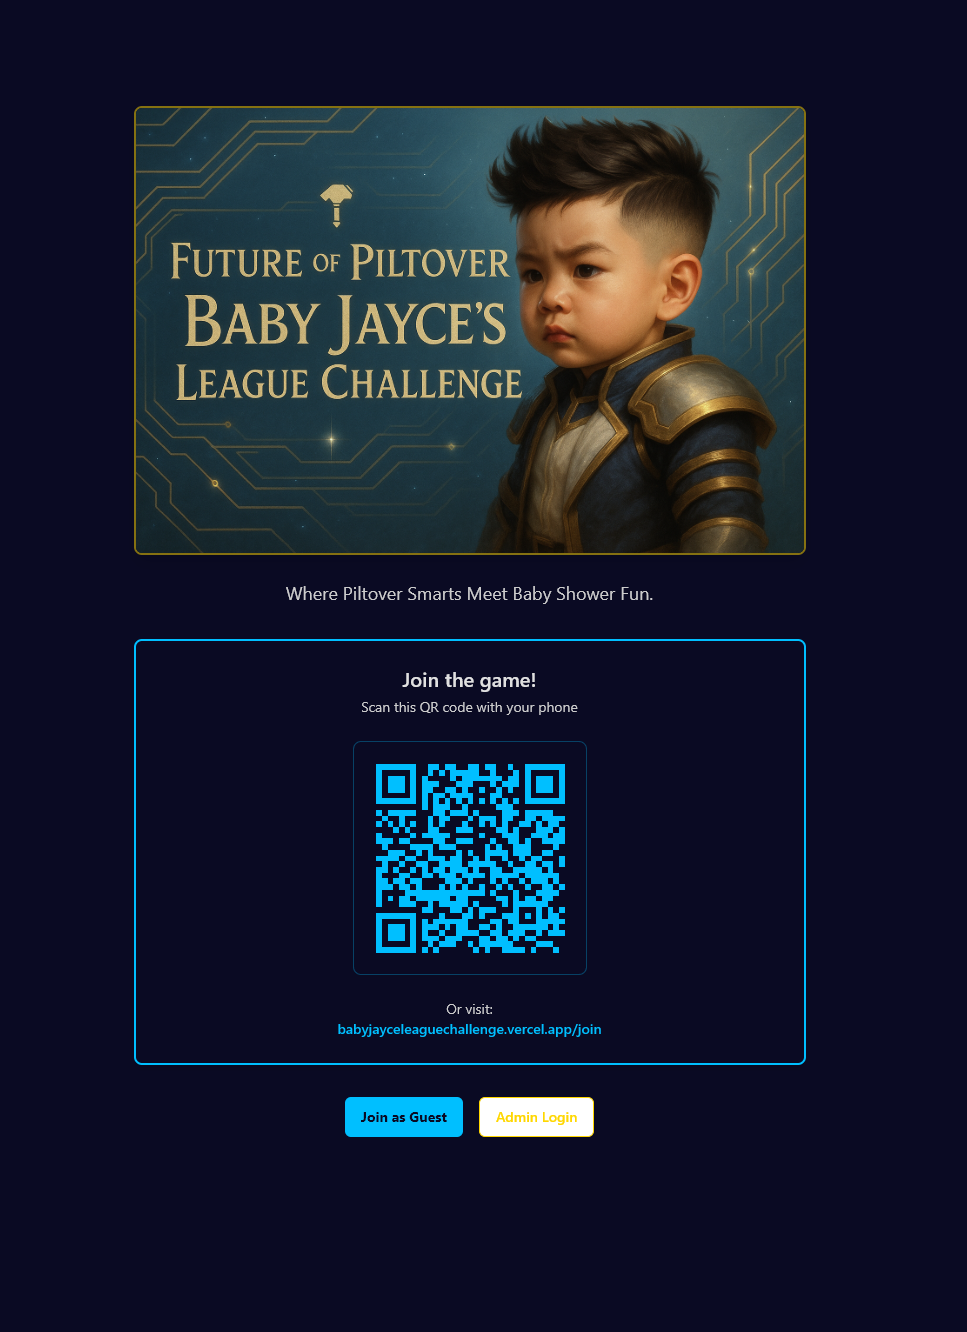 Future of Piltover
Baby Jayce's
League Challenge
Where Piltover Smarts Meet Baby Shower Fun.
Join the game!
Scan this QR code with your phone
Or visit:
babyjayceleaguechallenge.vercel.app/join
Join as Guest
Admin Login